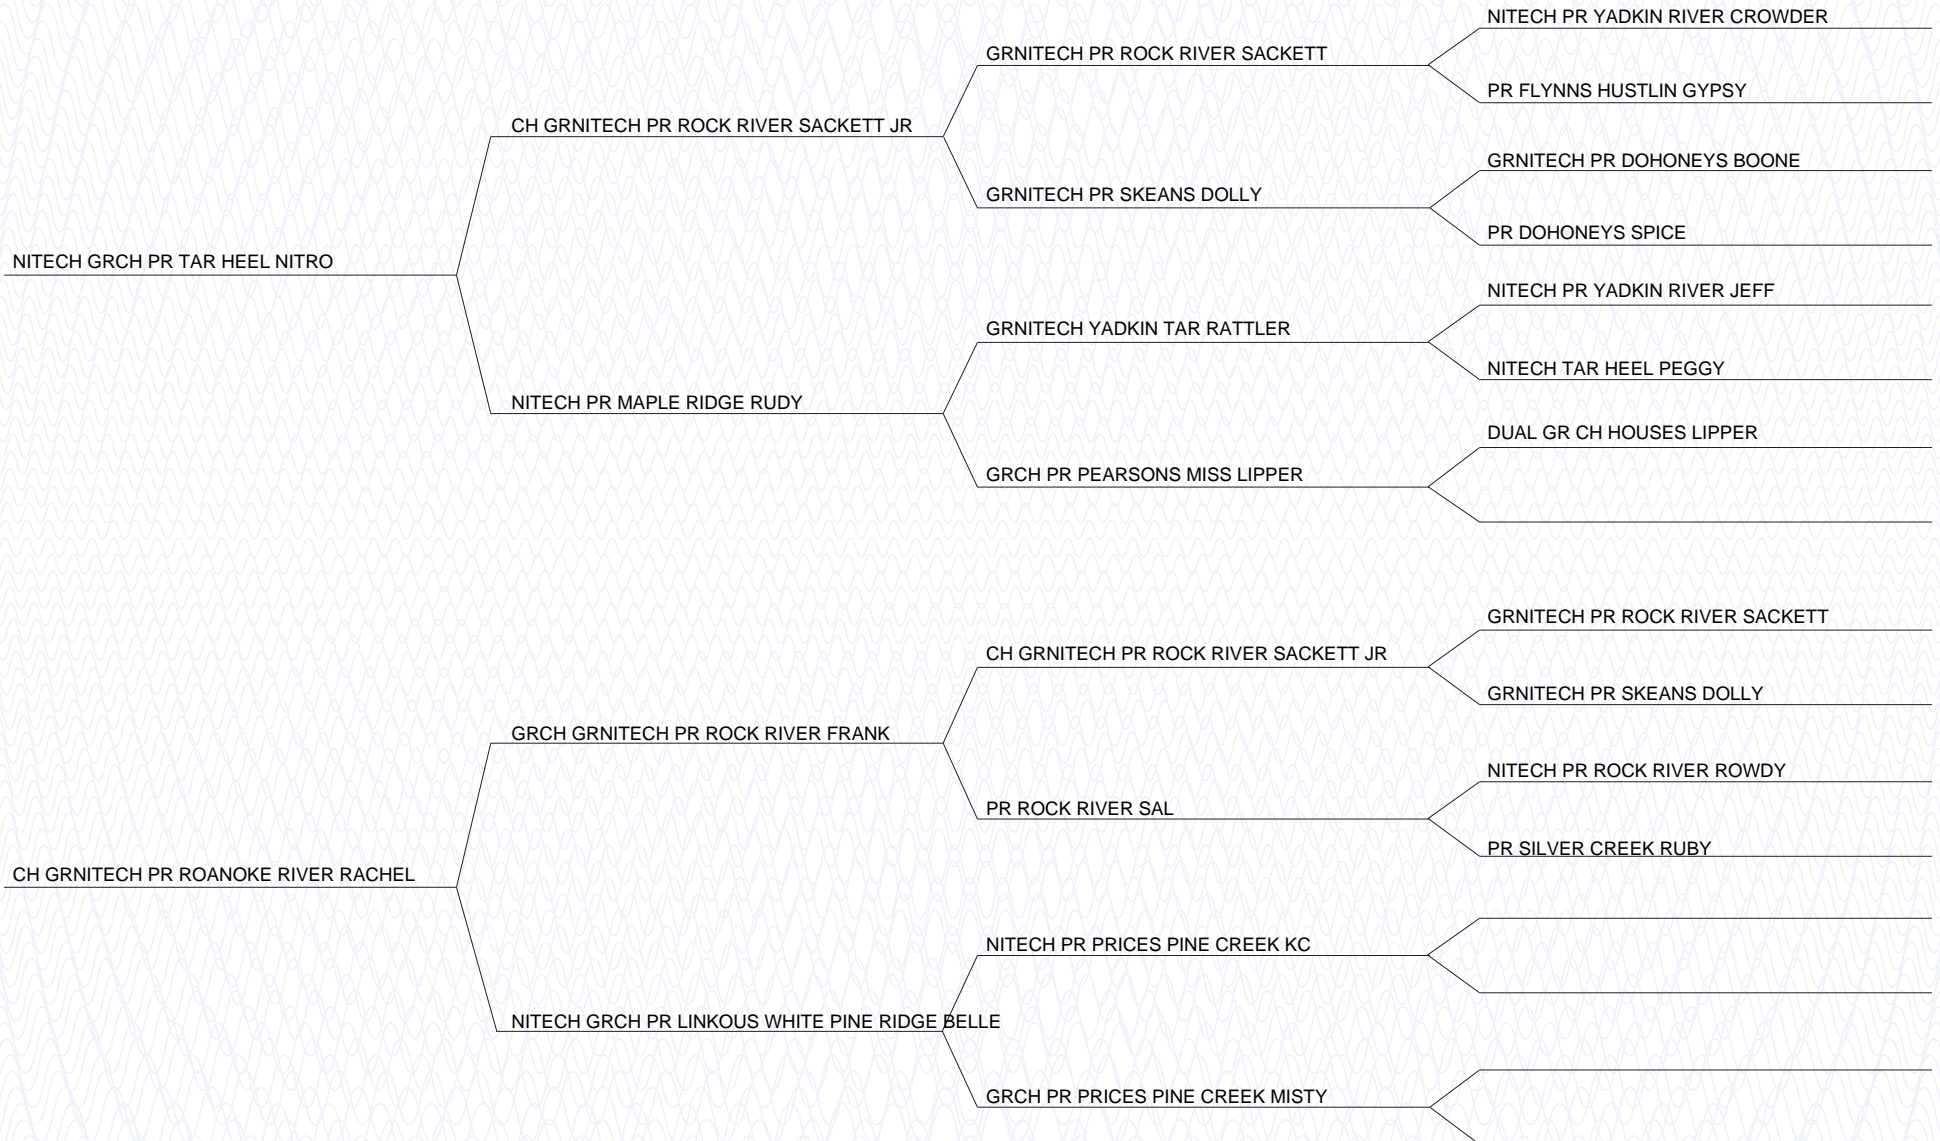 NITECH PR YADKIN RIVER CROWDER
GRNITECH PR ROCK RIVER SACKETT
PR FLYNNS HUSTLIN GYPSY
CH GRNITECH PR ROCK RIVER SACKETT JR
GRNITECH PR DOHONEYS BOONE
GRNITECH PR SKEANS DOLLY
PR DOHONEYS SPICE
NITECH GRCH PR TAR HEEL NITRO
NITECH PR YADKIN RIVER JEFF
GRNITECH YADKIN TAR RATTLER
NITECH TAR HEEL PEGGY
NITECH PR MAPLE RIDGE RUDY
DUAL GR CH HOUSES LIPPER
GRCH PR PEARSONS MISS LIPPER
GRNITECH PR ROCK RIVER SACKETT
CH GRNITECH PR ROCK RIVER SACKETT JR
GRNITECH PR SKEANS DOLLY
GRCH GRNITECH PR ROCK RIVER FRANK
NITECH PR ROCK RIVER ROWDY
PR ROCK RIVER SAL
PR SILVER CREEK RUBY
CH GRNITECH PR ROANOKE RIVER RACHEL
NITECH PR PRICES PINE CREEK KC
NITECH GRCH PR LINKOUS WHITE PINE RIDGE BELLE
GRCH PR PRICES PINE CREEK MISTY